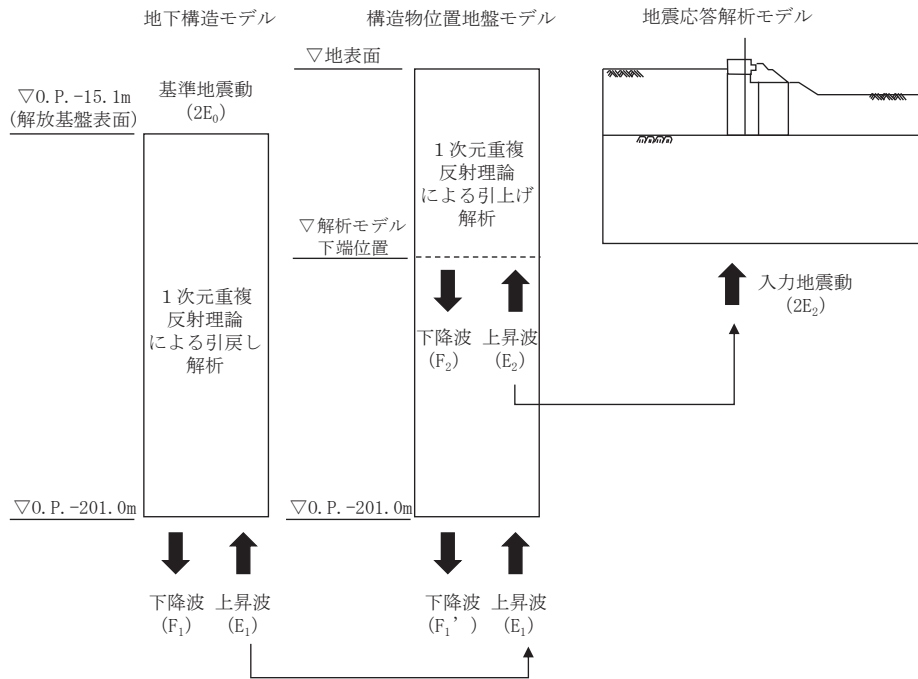 地下構造モデル
▽O.P.-15.1m
(解放基盤表面)
基準地震動
(2E₀)
1次元重複
反射理論
による引戻し
解析
▽O.P.-201.0m
下降波
(F₁)
上昇波
(E₁)
構造物位置地盤モデル
▽地表面
1次元重複
反射理論
による引上げ
解析
▽解析モデル
下端位置
下降波
(F₂)
上昇波
(E₂)
▽O.P.-201.0m
下降波
(F₁’)
上昇波
(E₁)
地震応答解析モデル
入力地震動
(2E₂)